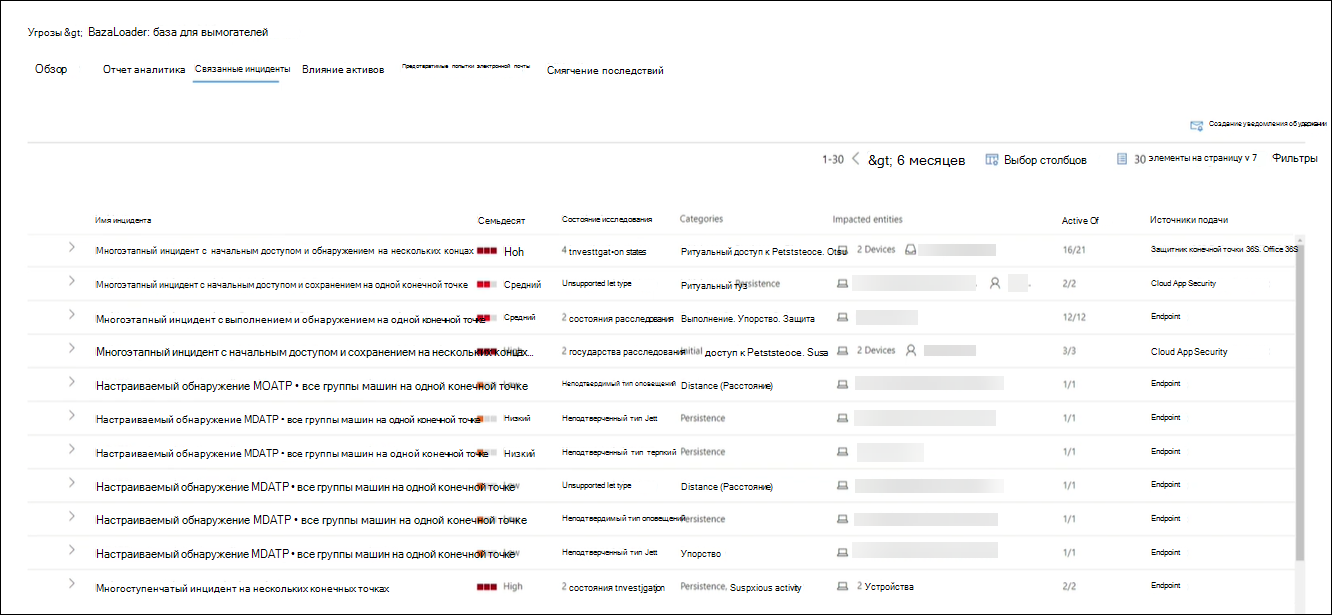 Угрозы &gt; BazaLoader: база для вымогателей
Обзор Отчет аналитика Связанные инциденты Влияние активов Предотвратимые попытки электронной почты Смягчение последствий
Создание уведомления об
1-30 &gt; 6 месяцев Выбор столбцов 30 элементы на страницу v 7 Фильтры
Имя инцидента Семьдесят Состояние исследования Categories Impacted entities Active Of Источники подачи
Многоэтапный инцидент с начальным доступом и обнаружением на нескольких концах Hoh 4 tnvesttgat•on states Ритуальный доступ к Petststeoce. Otsu 2 Devices 16/21 Защитник конечной точки 36S. Office 36S
Многоэтапный инцидент с начальным доступом и сохранением на одной конечной точке Средний Unsupported let type Ритуальный туз Persistence 2/2 Cloud App Security
Многоэтапный инцидент с выполнением и обнаружением на одной конечной точке Средний 2 состояния расследования Выполнение. Упорство. Защита 12/12 Endpoint
Многоэтапный инцидент с начальным доступом и сохранением на нескольких концах... High 2 государства расследования Initial доступ к Petststeoce. Susa 2 Devices 3/3 Cloud App Security
Настраиваемый обнаружение MOATP • все группы машин на одной конечной точке Low Неподтвердимый тип оповещений Distance (Расстояние) 1/1 Endpoint
Настраиваемый обнаружение MDATP • все группы машин на одной конечной точке Низкий Неподтверченный тип Jett Persistence 1/1 Endpoint
Настраиваемый обнаружение MDATP • все группы машин на одной конечной точке Низкий Неподтверченный тип терпкий Persistence 1/1 Endpoint
Настраиваемый обнаружение MDATP • все группы машин на одной конечной точке Low Unsupported let type Distance (Расстояние) 1/1 Endpoint
Настраиваемый обнаружение MDATP • все группы машин на одной конечной точке Low Неподтвердимый тип оповещений Persistence 1/1 Endpoint
Настраиваемый обнаружение MDATP • все группы машин на одной конечной точке Low Неподтверченный тип Jett Упорство 1/1 Endpoint
Многоступенчатый инцидент на нескольких конечных точках High 2 состояния tnvestjgatjon Persistence, Suspxious activity 2 Устройства 2/2 Endpoint